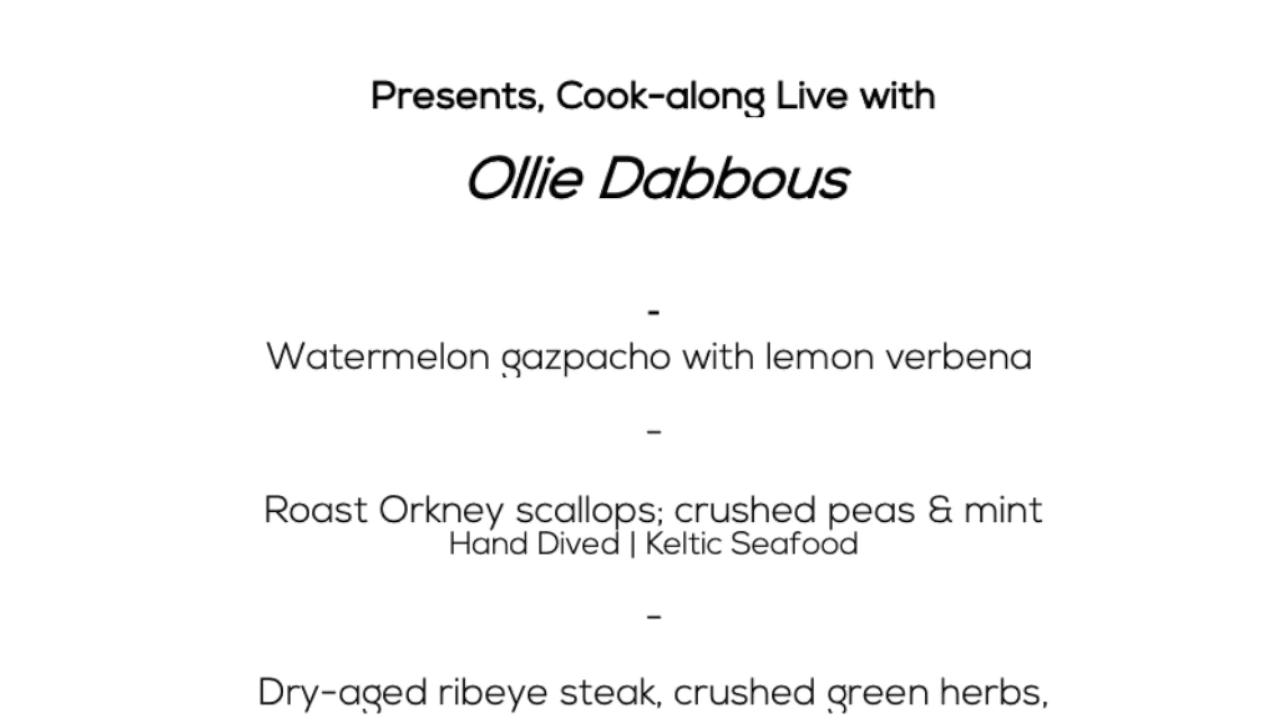 Presents, Cook-along Live with
Ollie Dabbous
-
Watermelon gazpacho with lemon verbena
-
Roast Orkney scallops; crushed peas & mint
Hand Dived | Keltic Seafood
-
Dry-aged ribeye steak, crushed green herbs,